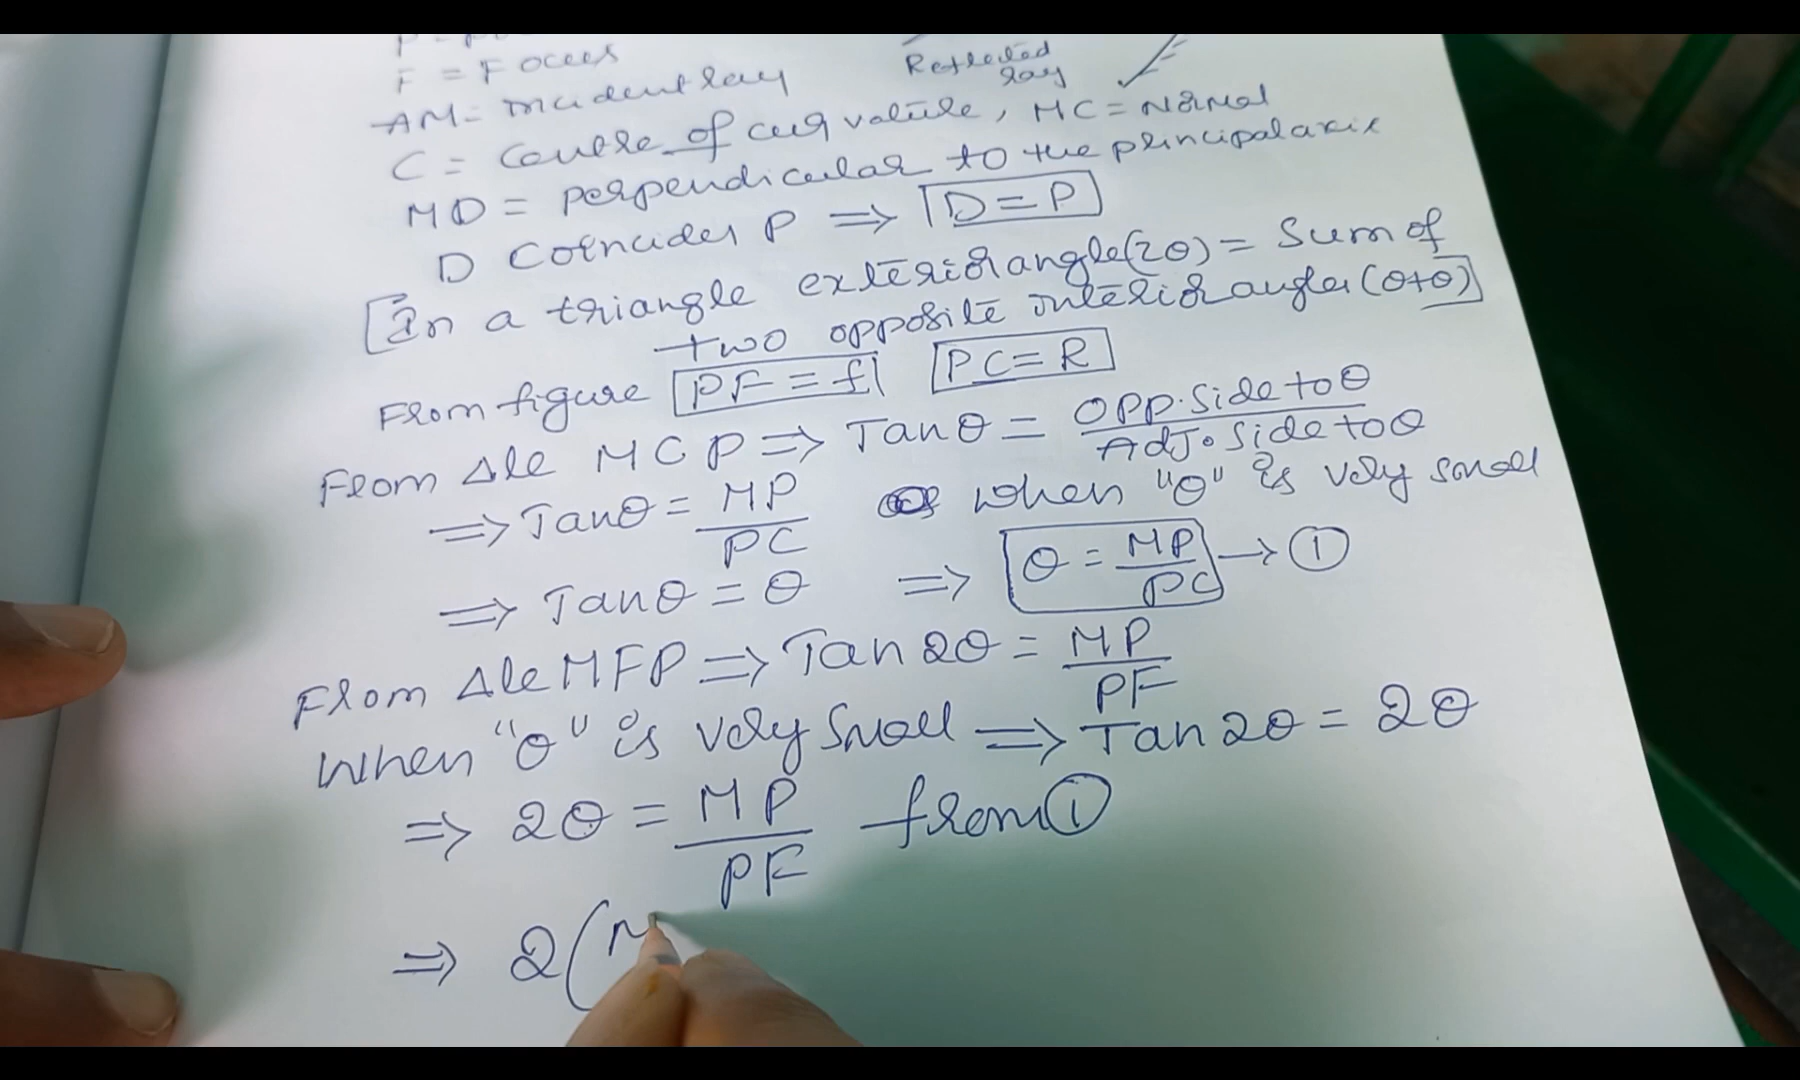 F = Focus
Reflected
ray
AM = Incident ray
C = Centre of curvature, MC = Normal
MD = perpendicular to the principal axis
D Coincides P ⇒ D = P
[In a triangle exterior angle(2θ) = Sum of
two opposite interior angles (θ+θ)]
From figure PF = f PC = R
From Δle MCP ⇒ Tanθ = Opp. Side to θ / Adj. Side to θ
⇒ Tanθ = MP / PC when "θ" is very small
⇒ Tanθ = θ ⇒ θ = MP / PC → ①
From Δle MFP ⇒ Tan 2θ = MP / PF
When "θ" is very small ⇒ Tan 2θ = 2θ
⇒ 2θ = MP / PF from ①
⇒ 2(M